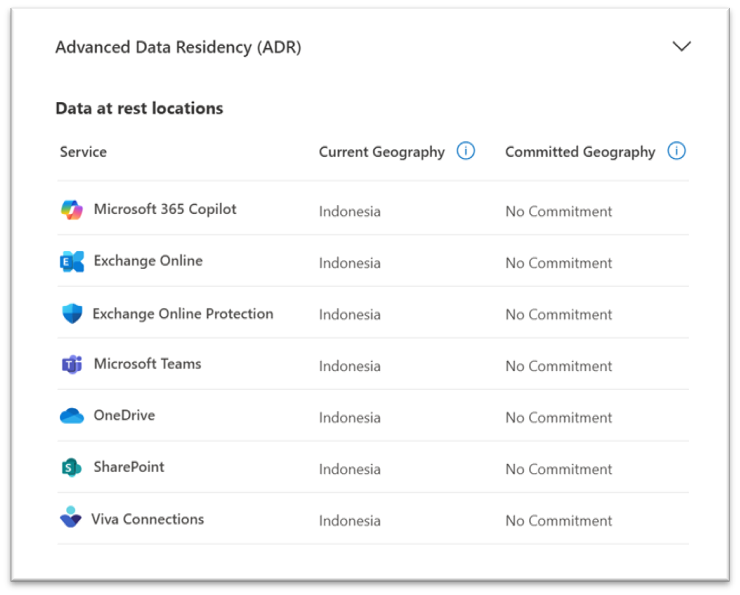 Advanced Data Residency (ADR)
Data at rest locations
Service Current Geography Committed Geography
Microsoft 365 Copilot Indonesia No Commitment
Exchange Online Indonesia No Commitment
Exchange Online Protection Indonesia No Commitment
Microsoft Teams Indonesia No Commitment
OneDrive Indonesia No Commitment
SharePoint Indonesia No Commitment
Viva Connections Indonesia No Commitment